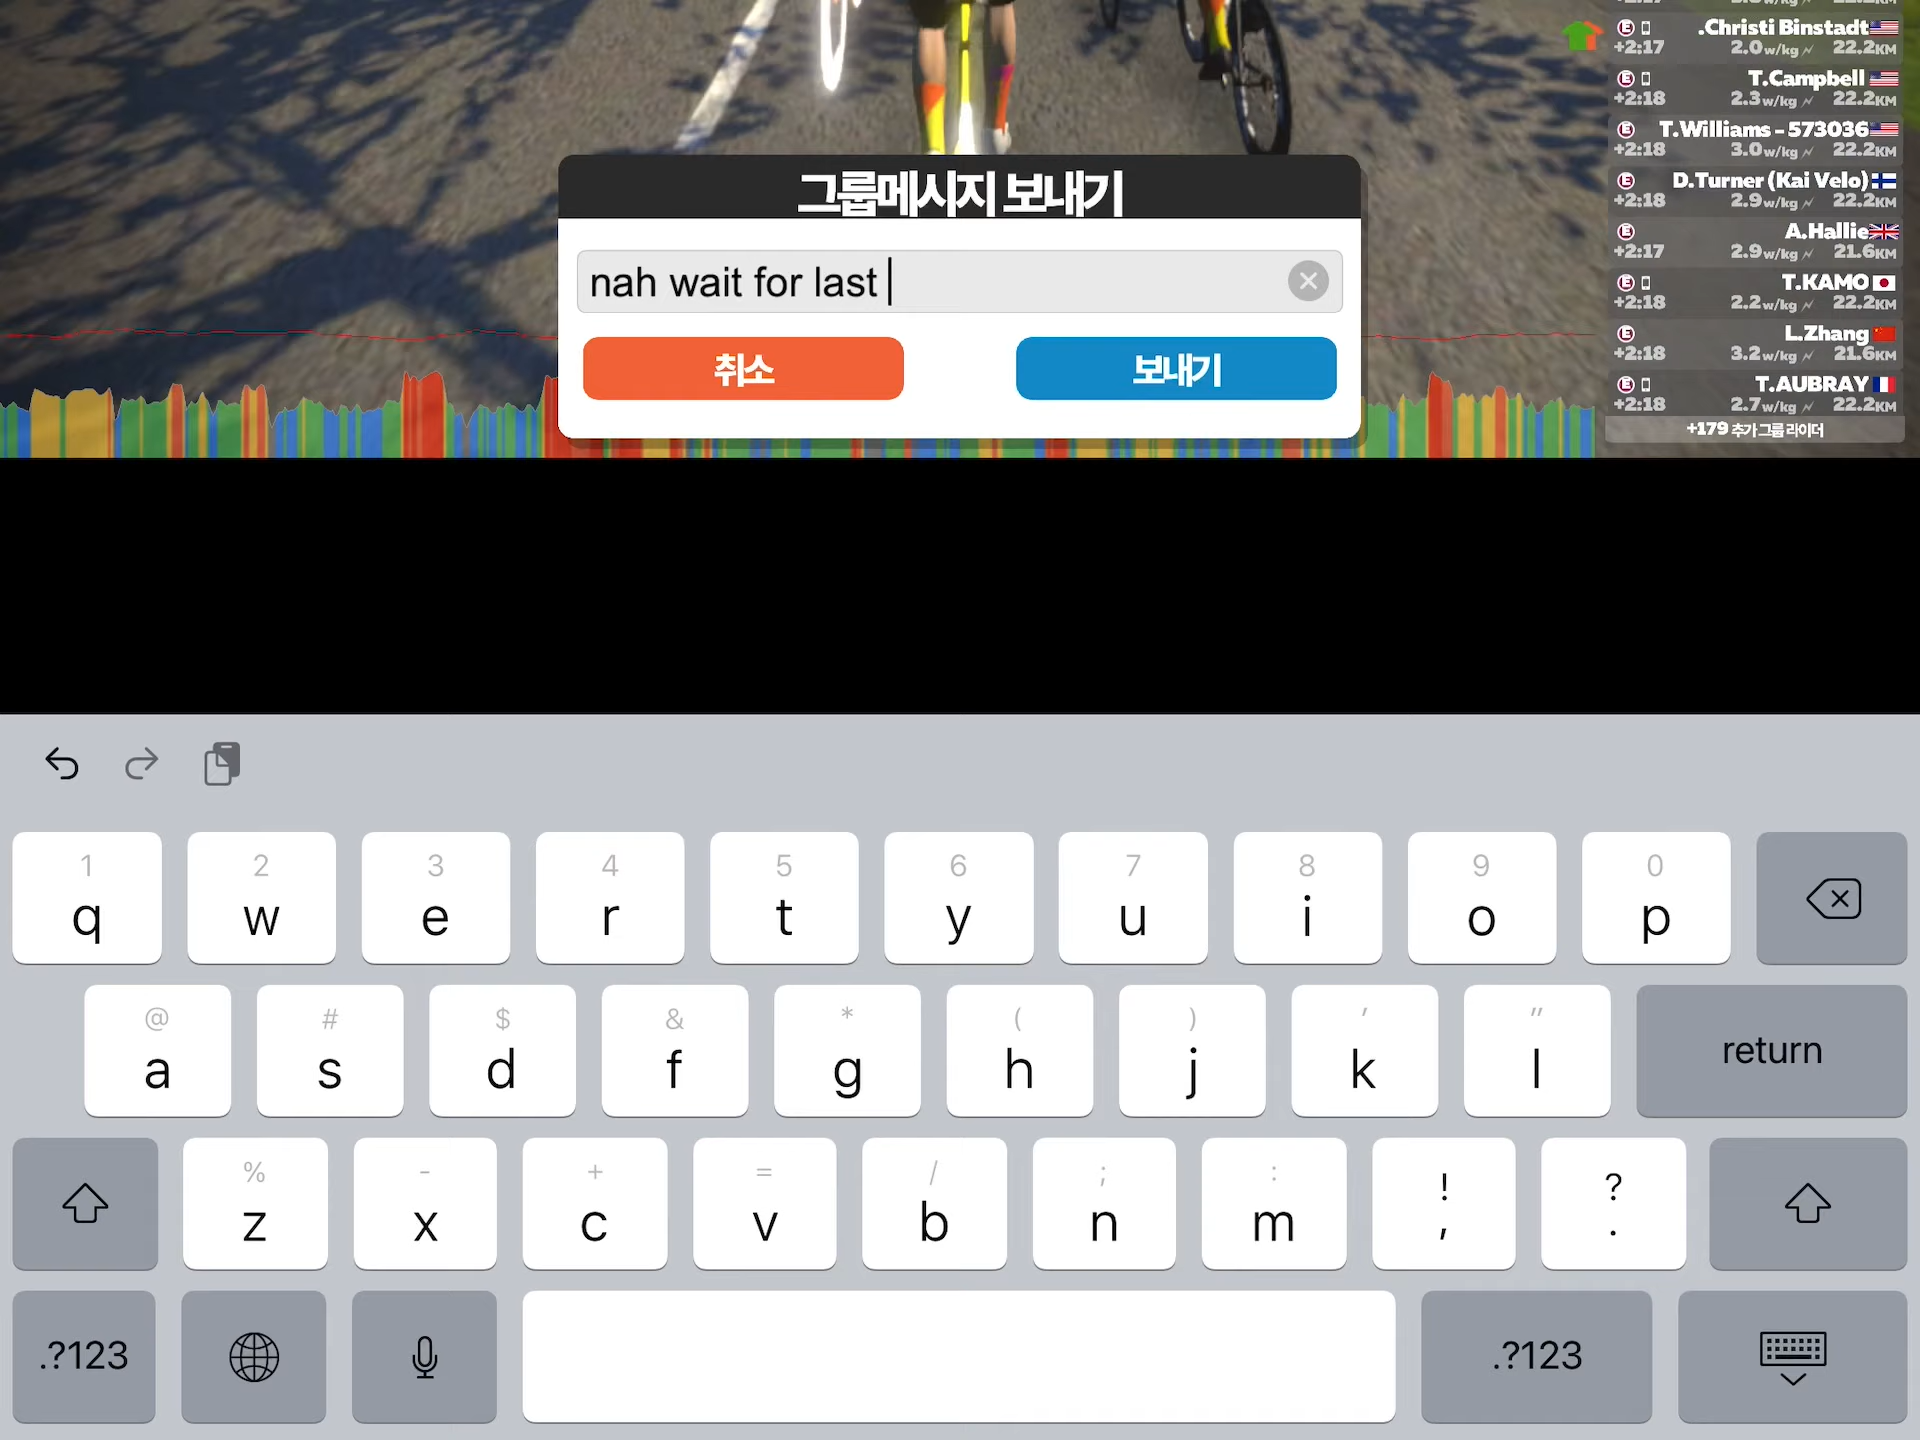 .Christi Binstadt
+2:17 2.0w/kg 22.2KM
T.Campbell
+2:18 2.3w/kg 22.2KM
T.Williams - 573036
+2:18 3.0w/kg 22.2KM
D.Turner (Kai Velo)
+2:18 2.9w/kg 22.2KM
A.Hallie
+2:17 2.9w/kg 21.6KM
T.KAMO
+2:18 2.2w/kg 22.2KM
L.Zhang
+2:18 3.2w/kg 21.6KM
T.AUBRAY
+2:18 2.7w/kg 22.2KM
+179 추가 그룹 라이더
그룹메시지 보내기
nah wait for last
취소 보내기
1 2 3 4 5 6 7 8 9 0
q w e r t y u i o p
@ # $ & * ( ) ' "
a s d f g h j k l return
% - + = / ; : ! ?
z x c v b n m , .
.?123 .?123